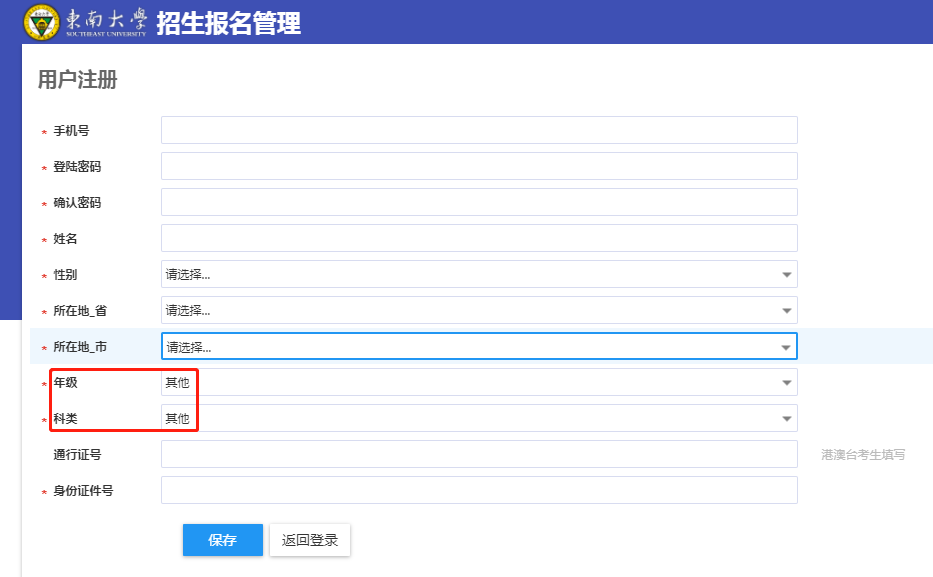 東南大學 招生报名管理
SOUTHEAST UNIVERSITY
用户注册
* 手机号
* 登陆密码
* 确认密码
* 姓名
* 性别 请选择...
* 所在地_省 请选择...
* 所在地_市 请选择...
* 年级 其他
* 科类 其他
通行证号 港澳台考生填写
* 身份证件号
保存 返回登录